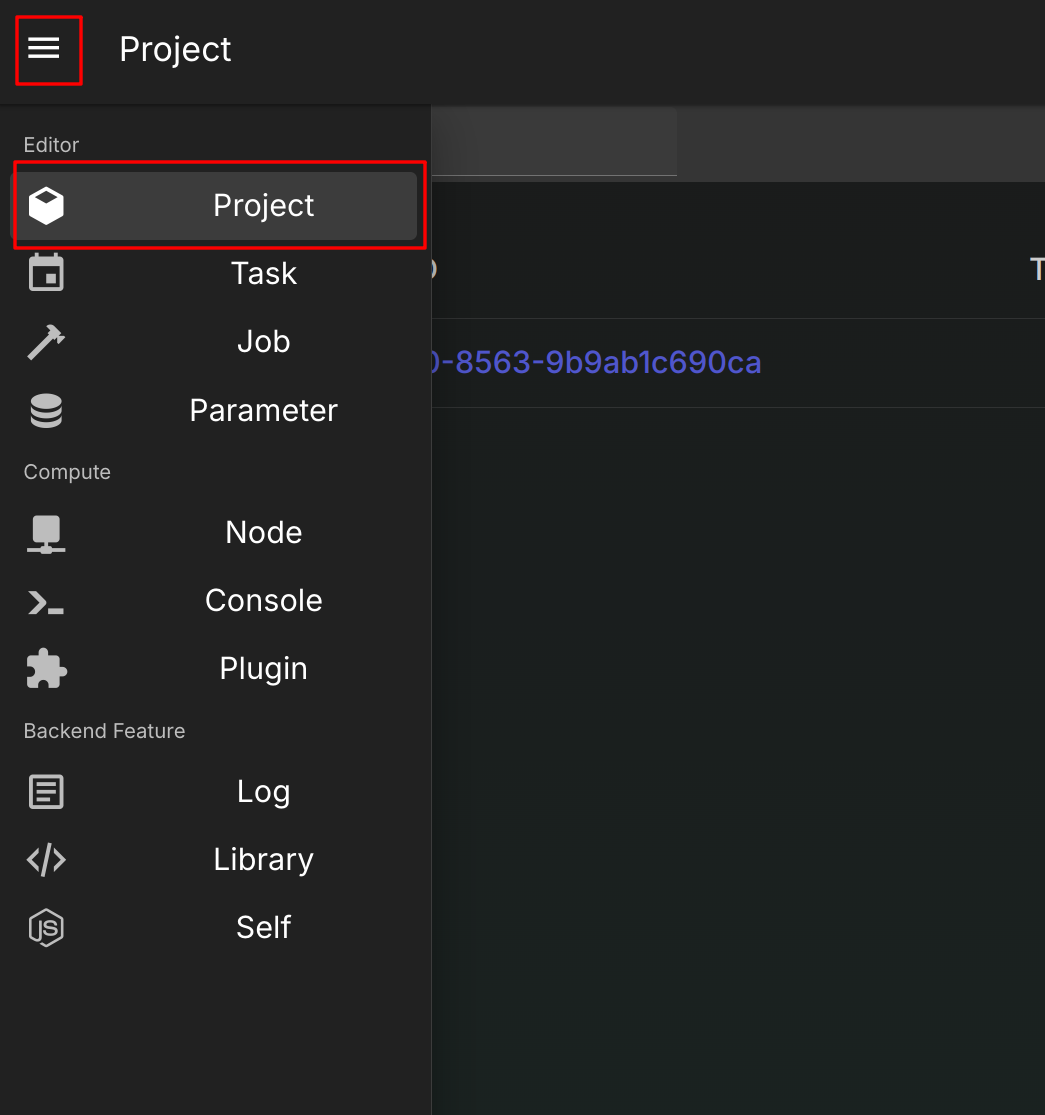 Project
Editor
Project
Task
T
Job
0-8563-9b9ab1c690ca
Parameter
Compute
Node
Console
Plugin
Backend Feature
Log
Library
Self